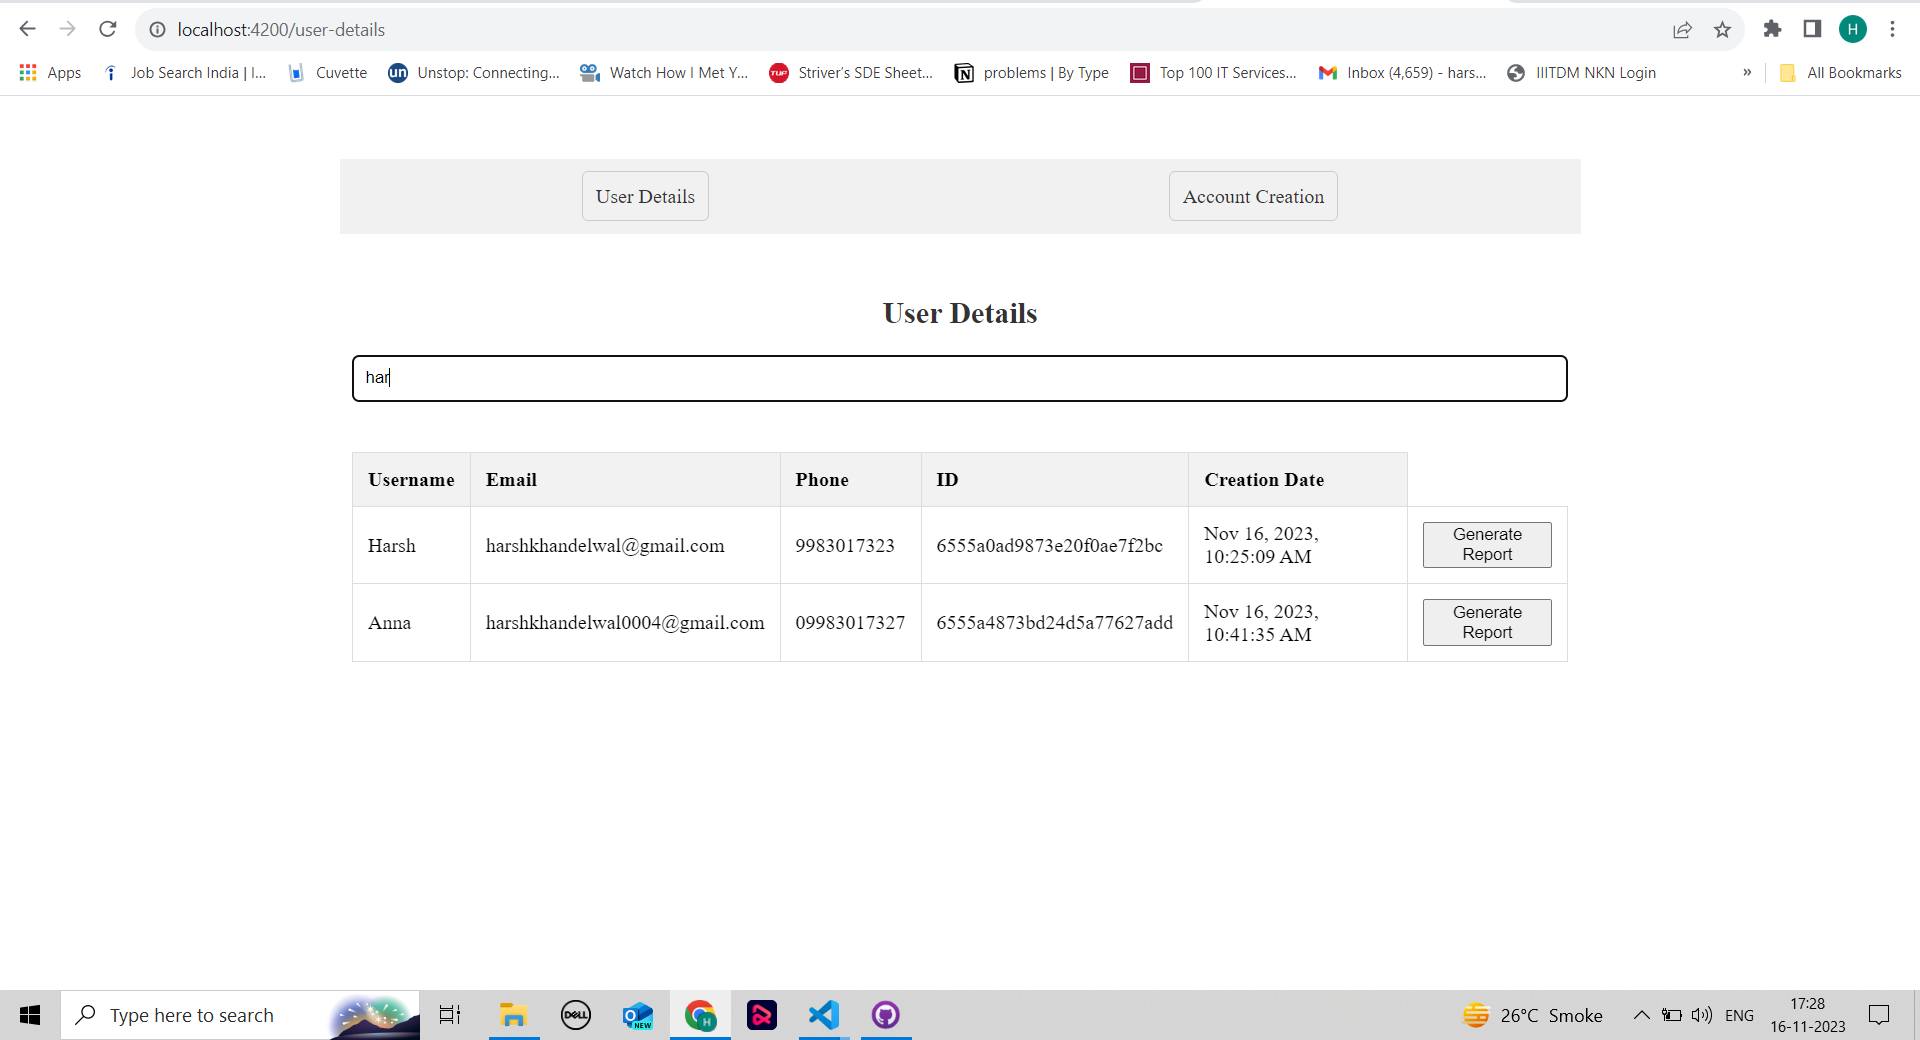 localhost:4200/user-details
H
Apps
Job Search India | I...
Cuvette
un
Unstop: Connecting...
Watch How I Met Y...
TUF
Striver's SDE Sheet...
problems | By Type
Top 100 IT Services...
Inbox (4,659) - hars...
IIITDM NKN Login
»
All Bookmarks
User Details
Account Creation
User Details
har
Username Email Phone ID Creation Date
Harsh harshkhandelwal@gmail.com 9983017323 6555a0ad9873e20f0ae7f2bc Nov 16, 2023,
10:25:09 AM
Generate
Report
Anna harshkhandelwal0004@gmail.com 09983017327 6555a4873bd24d5a77627add Nov 16, 2023,
10:41:35 AM
Generate
Report
Type here to search
DELL
NEW
H
26°C Smoke
ENG
17:28
16-11-2023